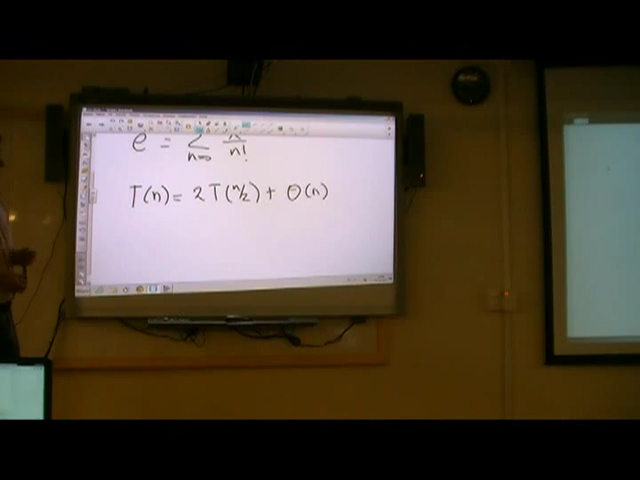 e = Σ n=0 n!
T(n) = 2T(n/2) + Θ(n)